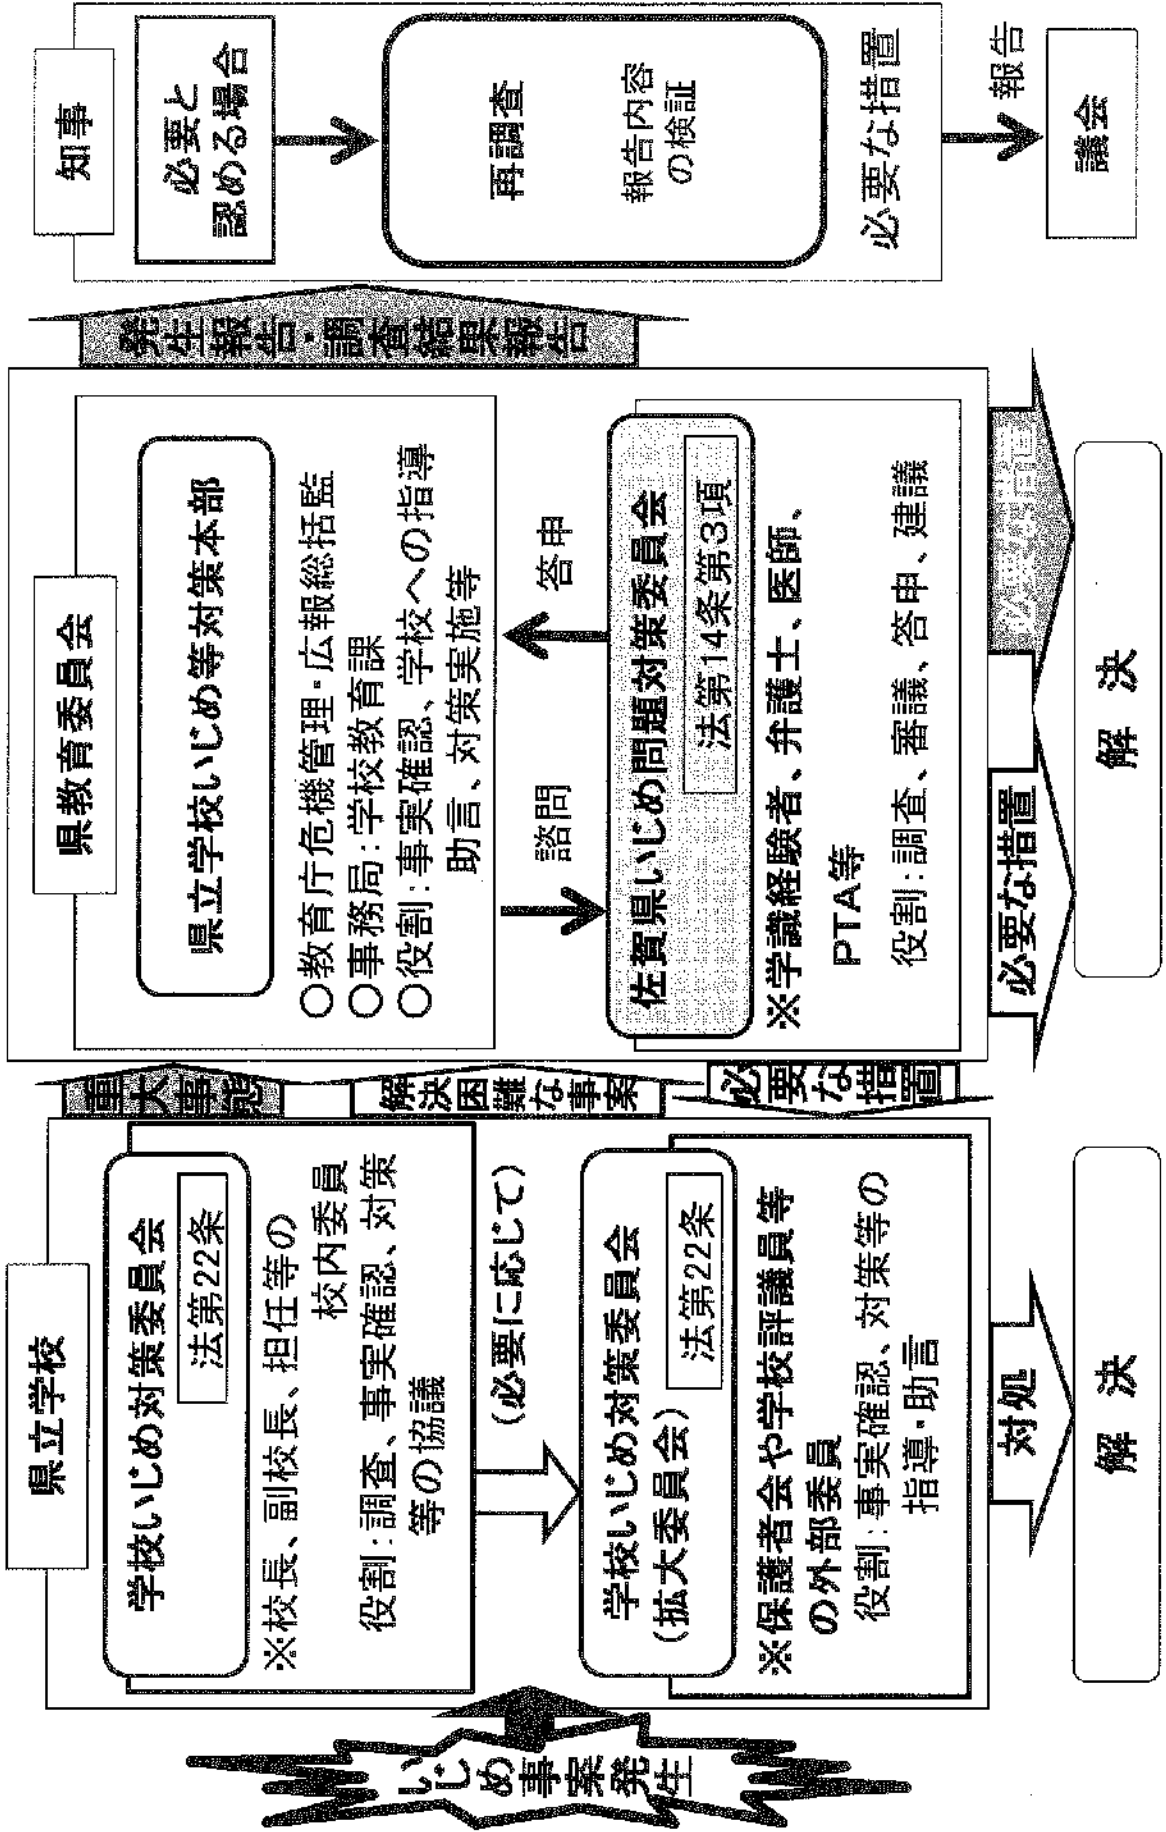 いじめ事案発生
県立学校
学校いじめ対策委員会
法第22条
※校長、副校長、担任等の
校内委員
役割:調査、事実確認、対策
等の協議
(必要に応じて)
学校いじめ対策委員会
(拡大委員会)
法第22条
※保護者会や学校評議員等
の外部委員
役割:事実確認、対策等の
指導・助言
対処
解 決
重大事態
解決困難な事案
必要な措置
県教育委員会
県立学校いじめ等対策本部
○教育庁危機管理・広報総括監
○事務局:学校教育課
○役割:事実確認、学校への指導
助言、対策実施等
諮問
答申
佐賀県いじめ問題対策委員会
法第14条第3項
※学識経験者、弁護士、医師、
PTA等
役割:調査、審議、答申、建議
必要な措置
必要な措置
解 決
発生報告・調査結果報告
知事
必要と
認める場合
再調査
報告内容
の検証
必要な措置
報告
議会